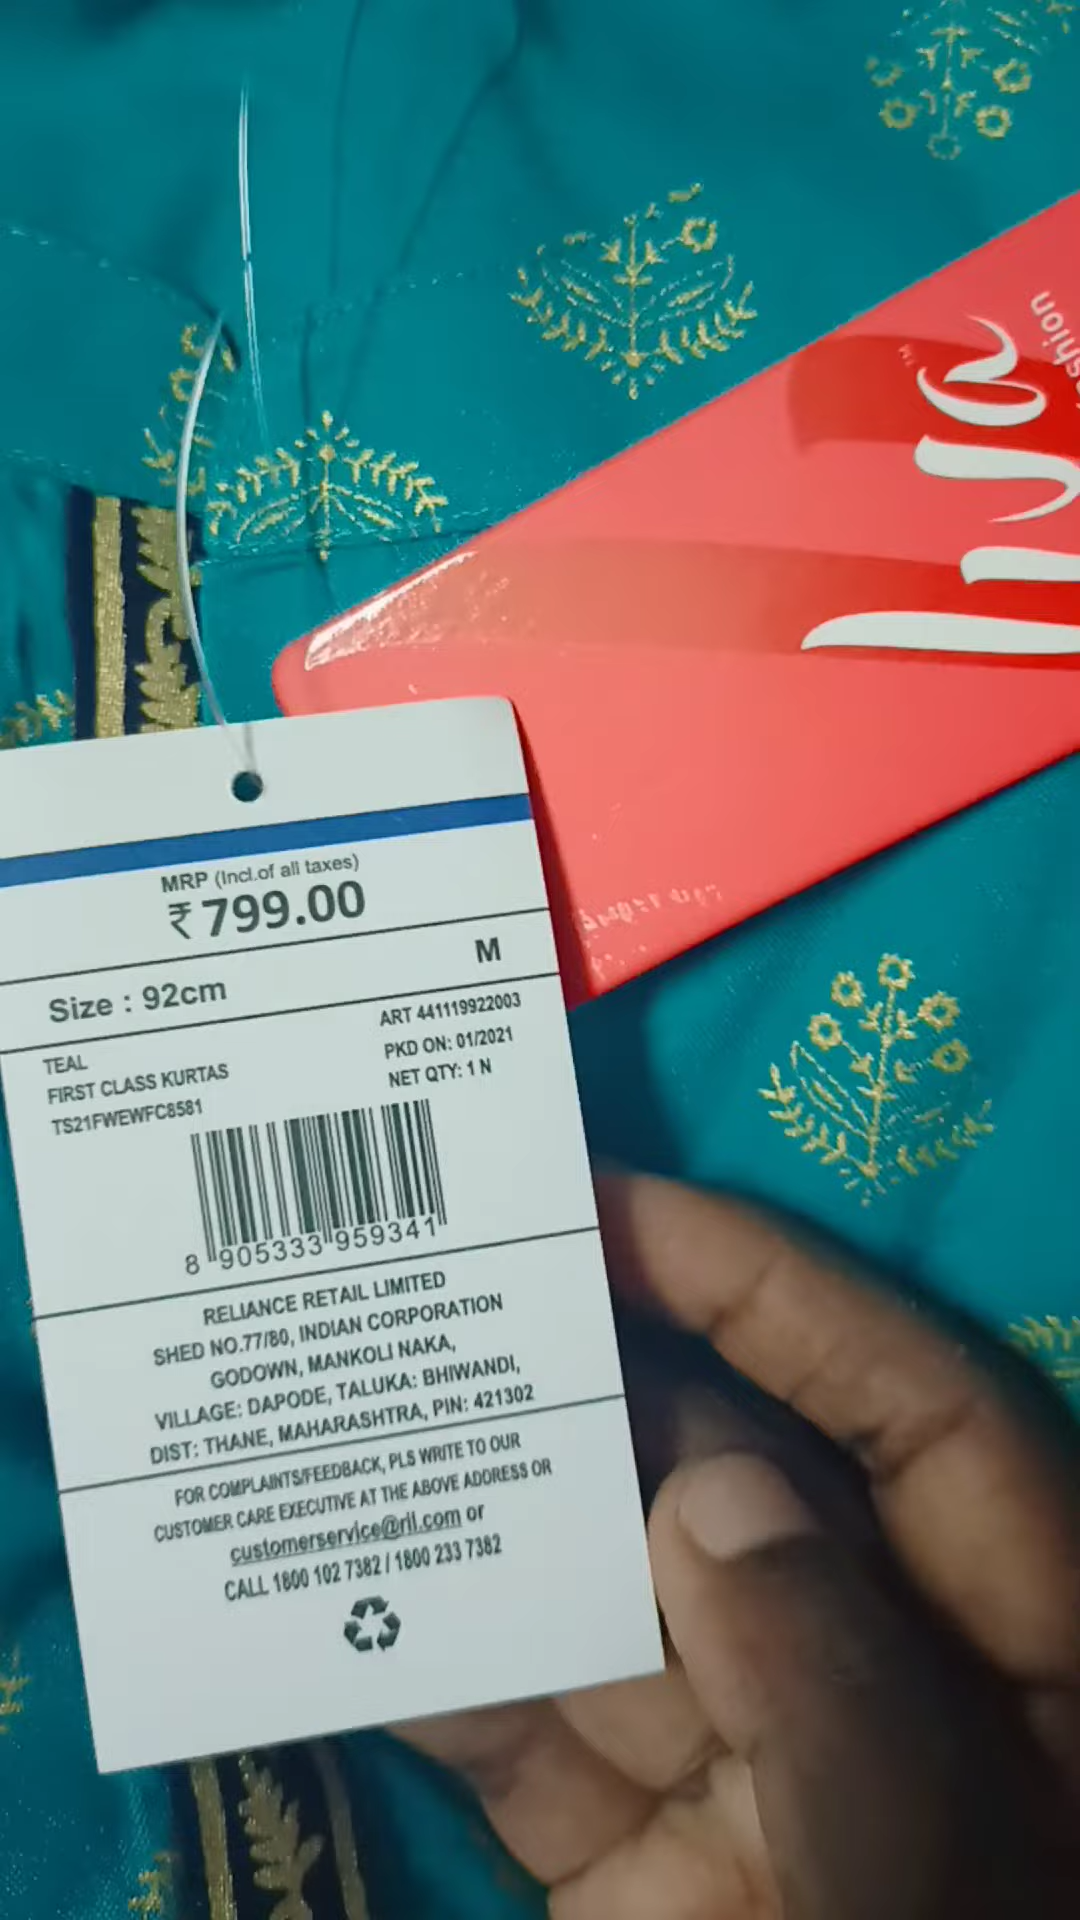 MRP (Incl.of all taxes)
₹ 799.00
M
Size : 92cm
ART 441119922003
TEAL
PKD ON: 01/2021
FIRST CLASS KURTAS
NET QTY: 1 N
TS21FWEWFC8581
8 905333 959341
RELIANCE RETAIL LIMITED
SHED NO.77/80, INDIAN CORPORATION
GODOWN, MANKOLI NAKA,
VILLAGE: DAPODE, TALUKA: BHIWANDI,
DIST: THANE, MAHARASHTRA, PIN: 421302
FOR COMPLAINTS/FEEDBACK, PLS WRITE TO OUR
CUSTOMER CARE EXECUTIVE AT THE ABOVE ADDRESS OR
customerservice@ril.com or
CALL 1800 102 7382 / 1800 233 7382
TM